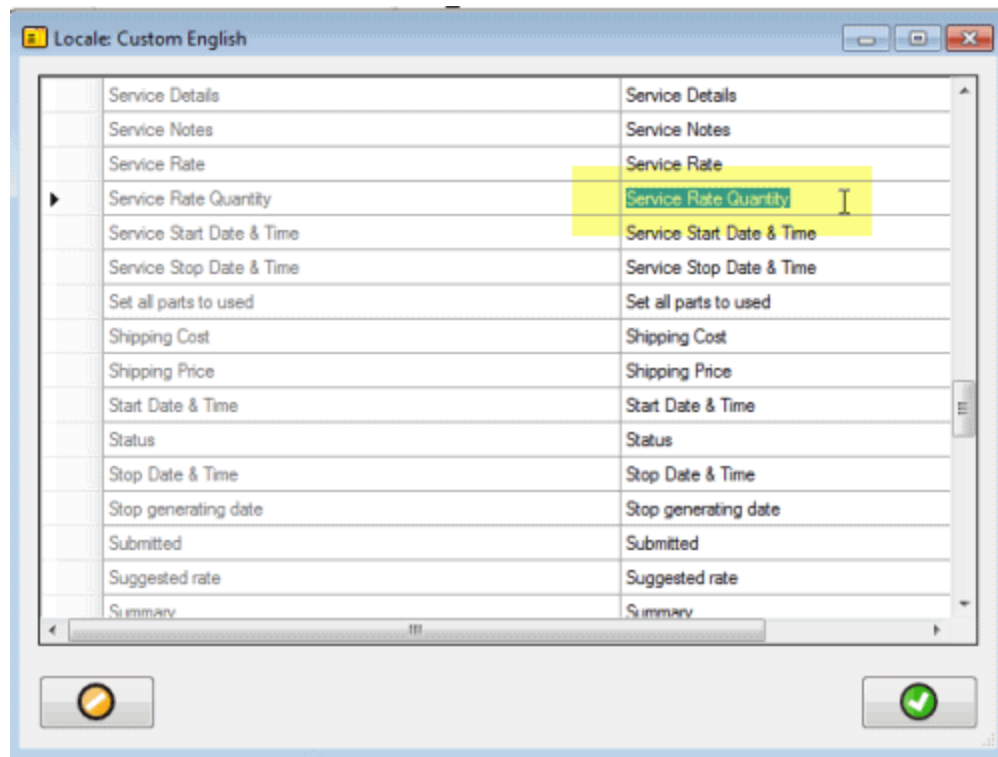 Locale: Custom English
Service Details Service Details
Service Notes Service Notes
Service Rate Service Rate
Service Rate Quantity Service Rate Quantity
Service Start Date & Time Service Start Date & Time
Service Stop Date & Time Service Stop Date & Time
Set all parts to used Set all parts to used
Shipping Cost Shipping Cost
Shipping Price Shipping Price
Start Date & Time Start Date & Time
Status Status
Stop Date & Time Stop Date & Time
Stop generating date Stop generating date
Submitted Submitted
Suggested rate Suggested rate
Summary Summary